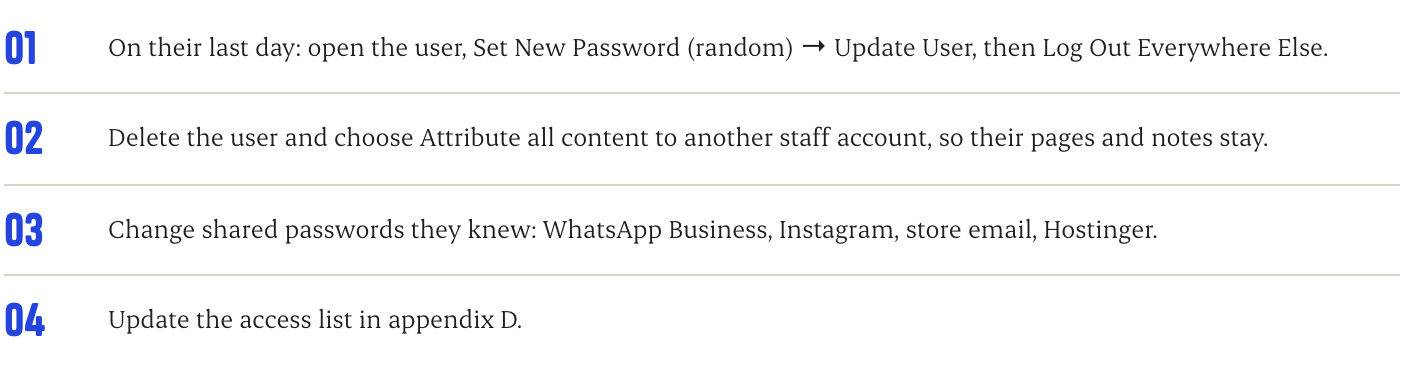 01 On their last day: open the user, Set New Password (random) → Update User, then Log Out Everywhere Else.
02 Delete the user and choose Attribute all content to another staff account, so their pages and notes stay.
03 Change shared passwords they knew: WhatsApp Business, Instagram, store email, Hostinger.
04 Update the access list in appendix D.